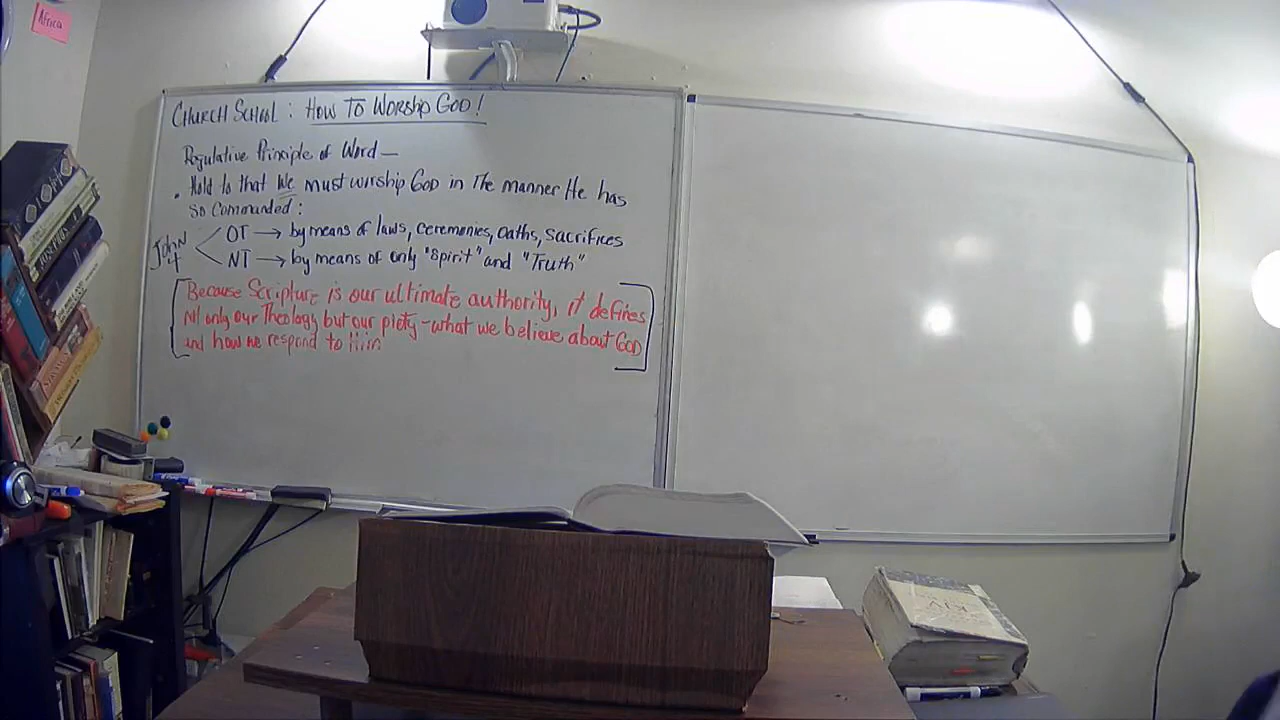 Africa
CHURCH SCHOOL: HOW TO WORSHIP GOD!
Regulative Principle of Word—
• Hold to that We must worship GOD in The manner He has
So Commanded:
JOHN 4
OT → by means of laws, ceremonies, oaths, sacrifices
NT → by means of only "Spirit" and "Truth"
[Because Scripture is our ultimate authority, it defines
not only our Theology but our piety - what we believe about GOD
and how we respond to Him]
KJV